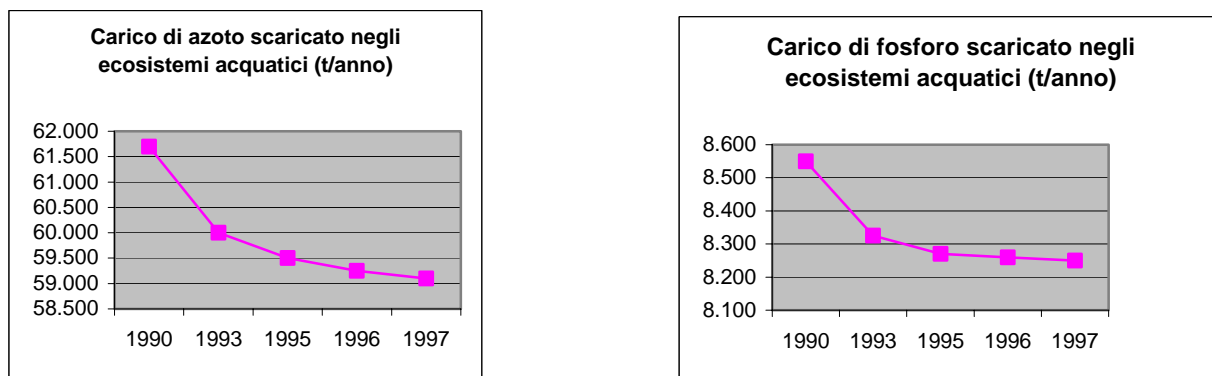 Carico di azoto scaricato negli
ecosistemi acquatici (t/anno)
62.000
61.500
61.000
60.500
60.000
59.500
59.000
58.500
1990 1993 1995 1996 1997
Carico di fosforo scaricato negli
ecosistemi acquatici (t/anno)
8.600
8.500
8.400
8.300
8.200
8.100
1990 1993 1995 1996 1997